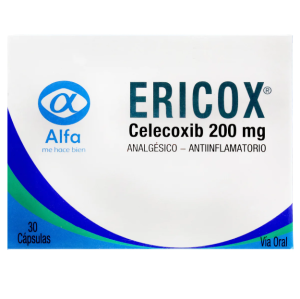 α
Alfa
me hace bien
ERICOX®
Celecoxib 200 mg
ANALGÉSICO – ANTIINFLAMATORIO
30
Cápsulas
Vía Oral